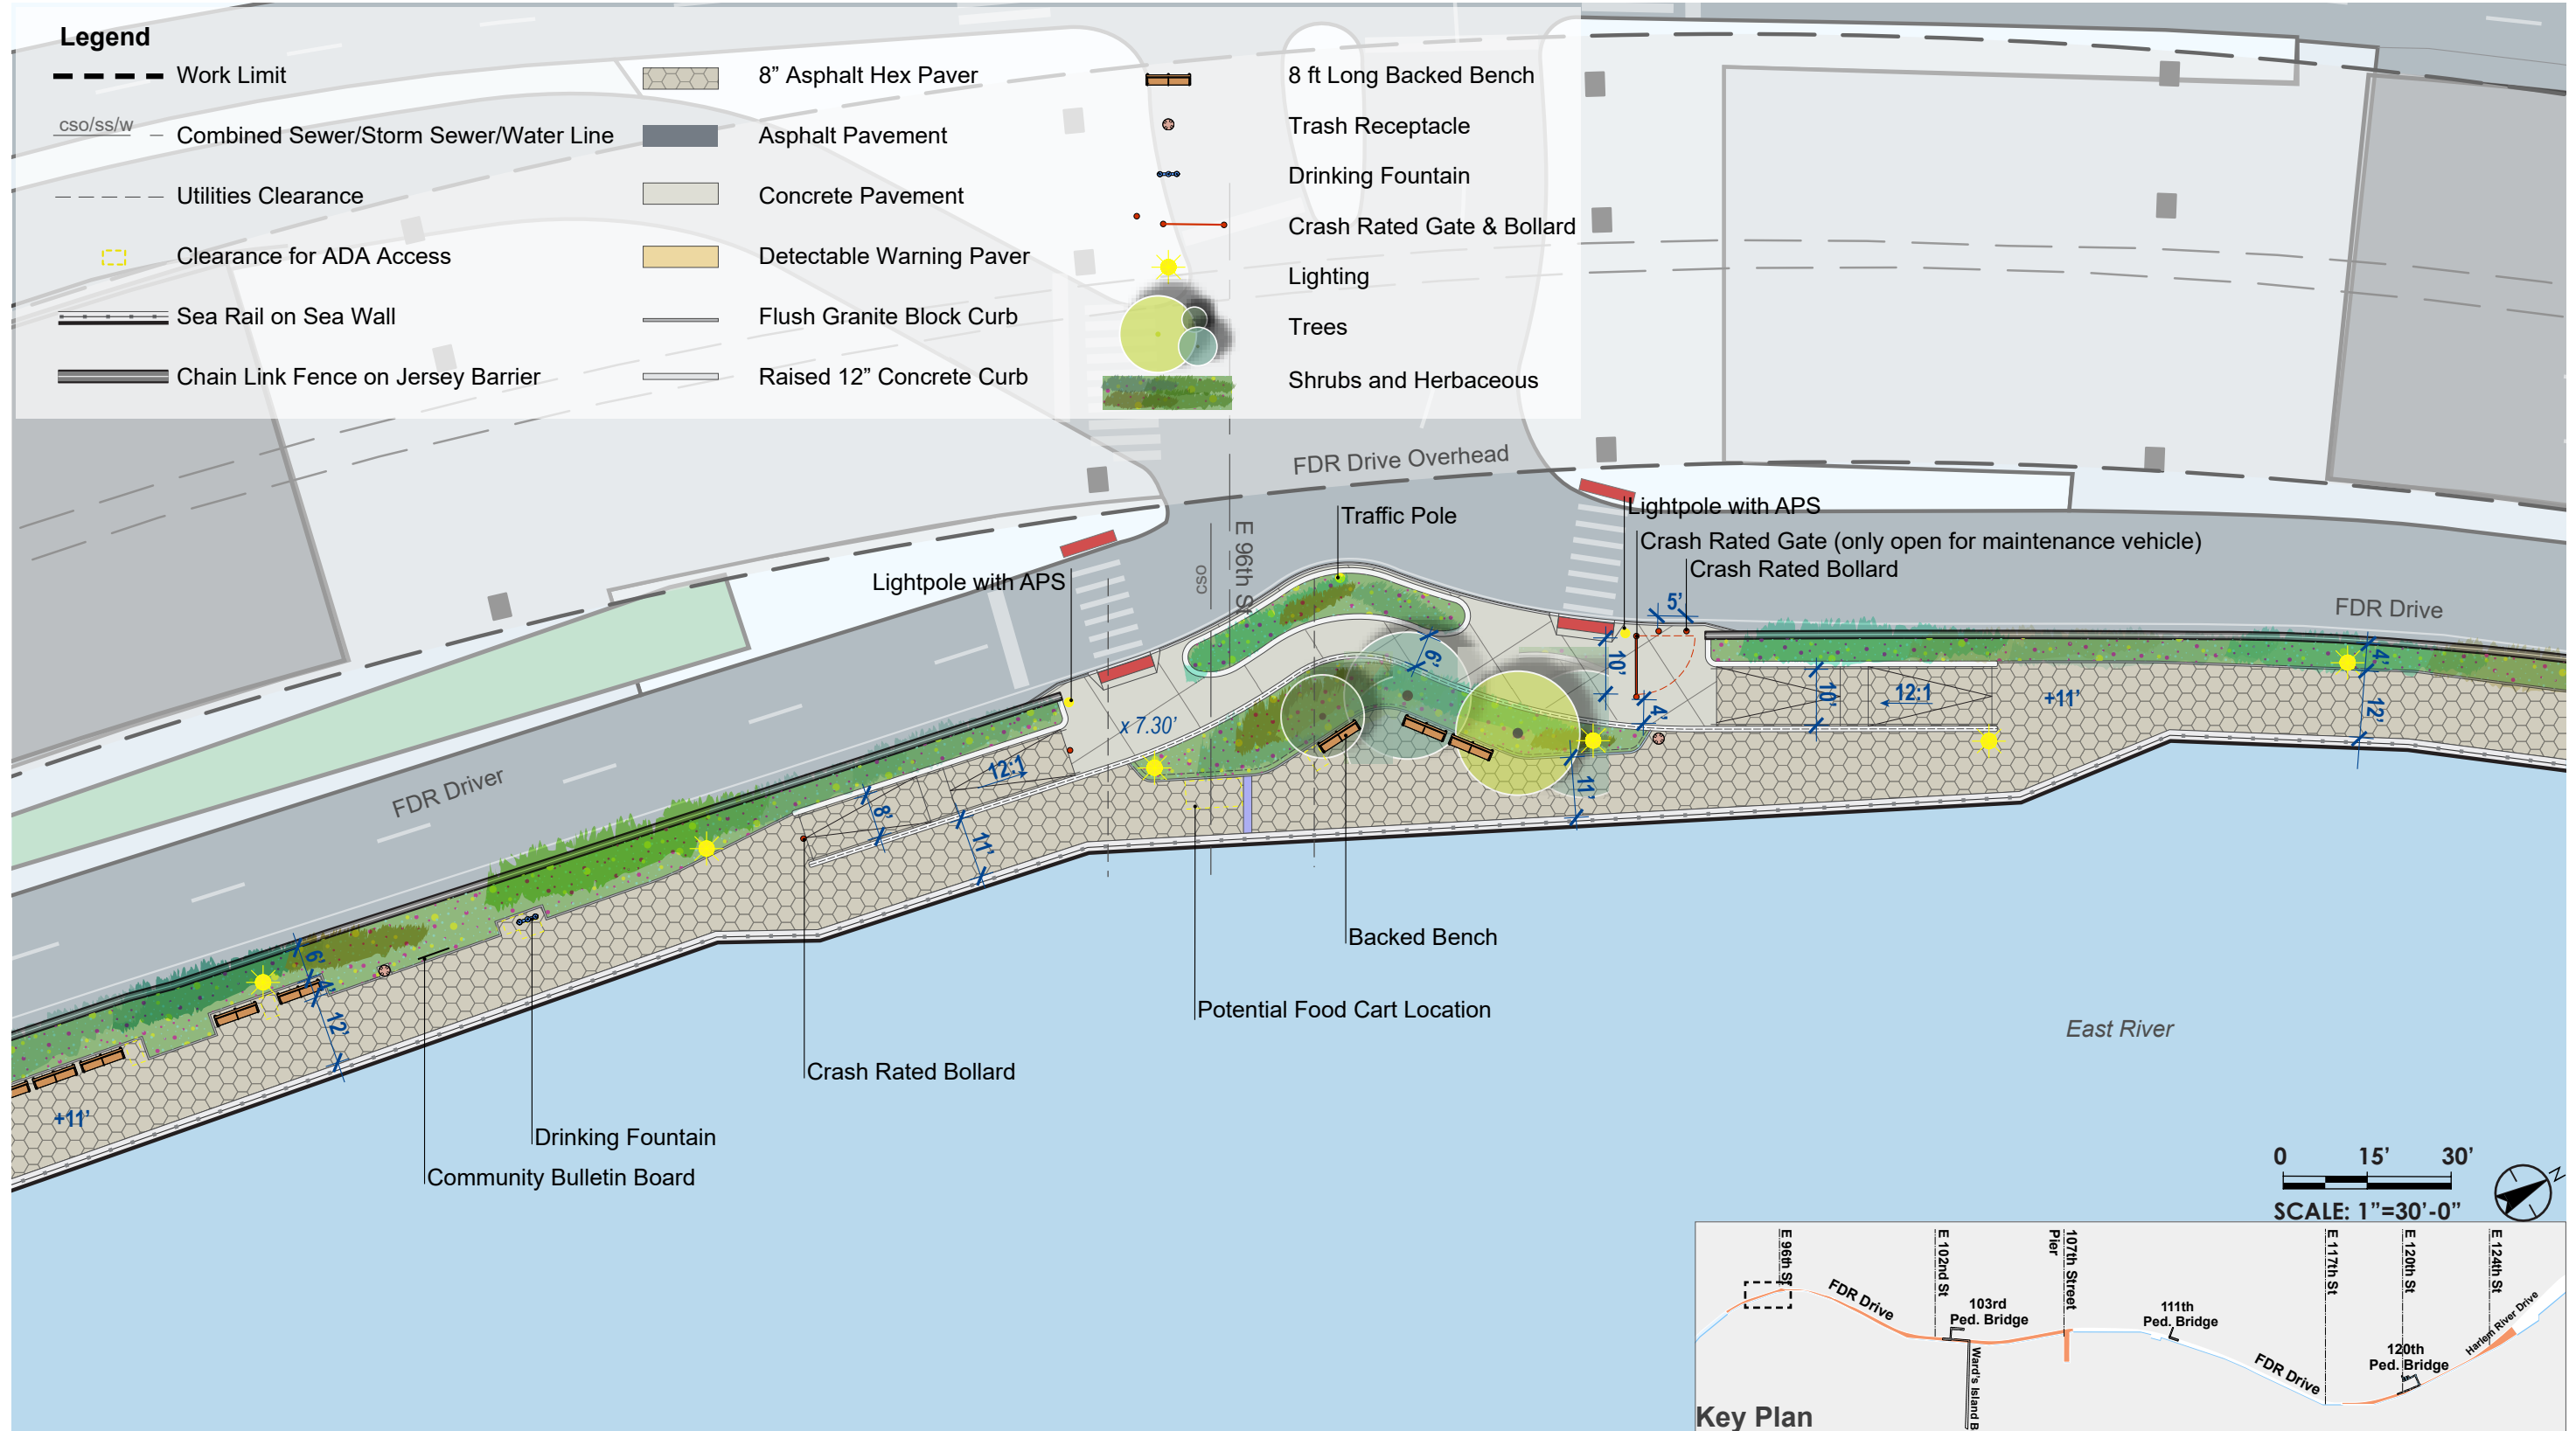 Legend
Work Limit
cso/ss/w
Combined Sewer/Storm Sewer/Water Line
Utilities Clearance
Clearance for ADA Access
Sea Rail on Sea Wall
Chain Link Fence on Jersey Barrier
8” Asphalt Hex Paver
Asphalt Pavement
Concrete Pavement
Detectable Warning Paver
Flush Granite Block Curb
Raised 12” Concrete Curb
8 ft Long Backed Bench
Trash Receptacle
Drinking Fountain
Crash Rated Gate & Bollard
Lighting
Trees
Shrubs and Herbaceous
FDR Drive Overhead
Traffic Pole
Lightpole with APS
Crash Rated Gate (only open for maintenance vehicle)
Crash Rated Bollard
Lightpole with APS
cso
E 96th St
5’
FDR Drive
6’
10’
4’
10’
12:1
+11’
4’
12’
x 7.30’
12:1
8’
11’
11’
FDR Driver
6’
4’
12’
+11’
Backed Bench
Potential Food Cart Location
Crash Rated Bollard
Drinking Fountain
Community Bulletin Board
East River
0 15’ 30’
SCALE: 1”=30’-0”
N
E 96th St
E 102nd St
107th Street
Pier
E 117th St
E 120th St
E 124th St
FDR Drive
103rd
Ped. Bridge
111th
Ped. Bridge
Harlem River Drive
120th
Ped. Bridge
FDR Drive
Ward's Island B
Key Plan